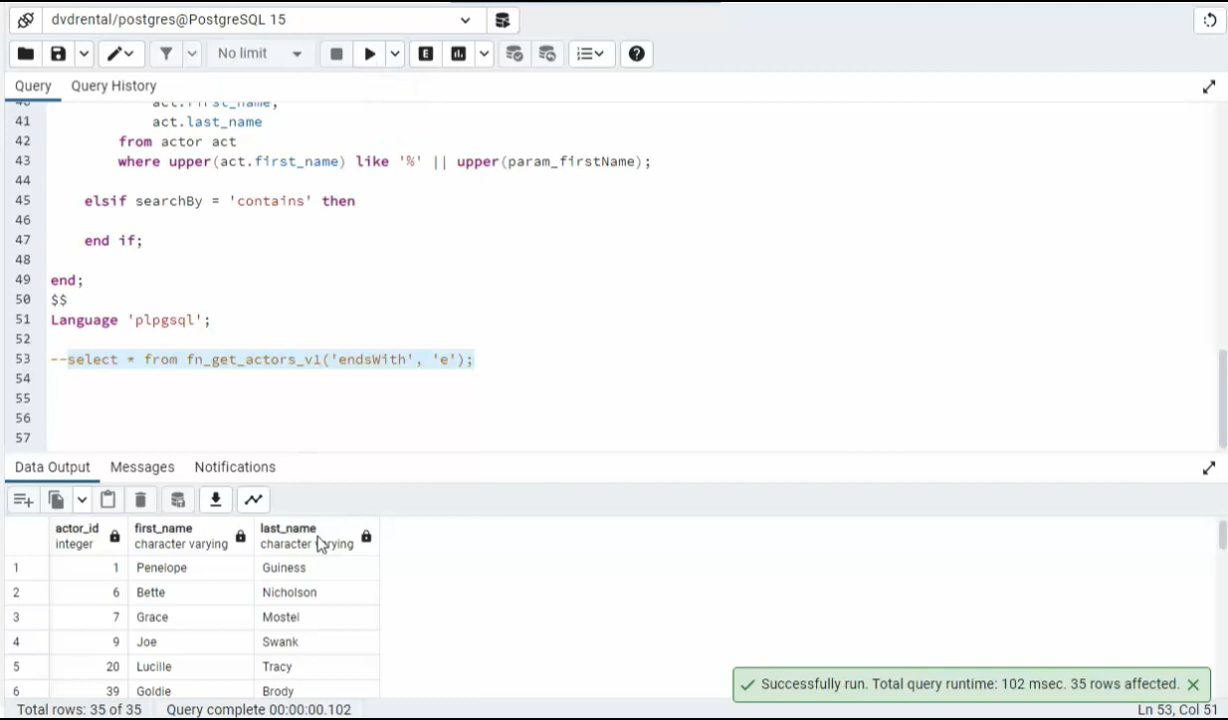 dvdrental/postgres@PostgreSQL 15
No limit
E
Query Query History
40 act.first_name,
41 act.last_name
42 from actor act
43 where upper(act.first_name) like '%' || upper(param_firstName);
44
45 elsif searchBy = 'contains' then
46
47 end if;
48
49 end;
50 $$
51 Language 'plpgsql';
52
53 --select * from fn_get_actors_v1('endsWith', 'e');
54
55
56
57
Data Output Messages Notifications
actor_id first_name last_name
integer character varying character varying
1 1 Penelope Guiness
2 6 Bette Nicholson
3 7 Grace Mostel
4 9 Joe Swank
5 20 Lucille Tracy
6 39 Goldie Brody
Successfully run. Total query runtime: 102 msec. 35 rows affected.
Total rows: 35 of 35 Query complete 00:00:00.102 Ln 53, Col 51